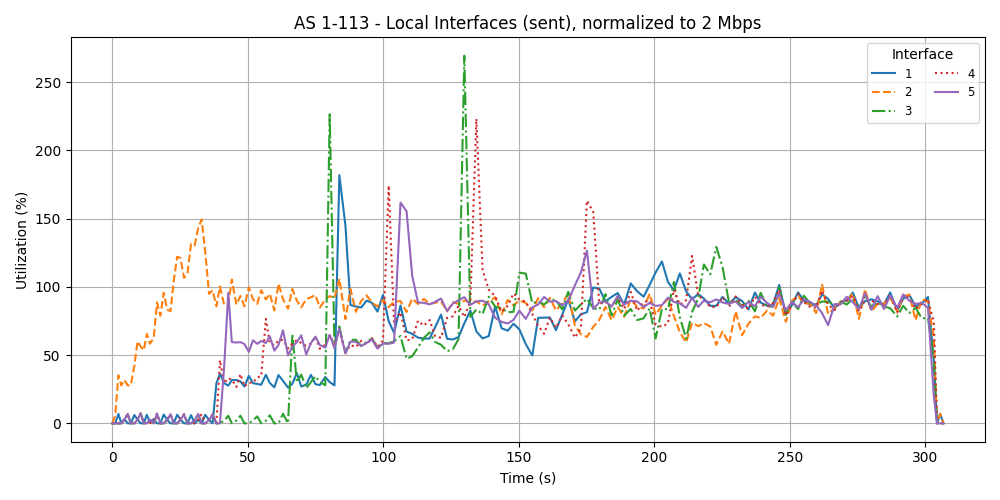 AS 1-113 - Local Interfaces (sent), normalized to 2 Mbps
Utilization (%)
250
200
150
100
50
0
0 50 100 150 200 250 300
Time (s)
Interface
1 4
2 5
3